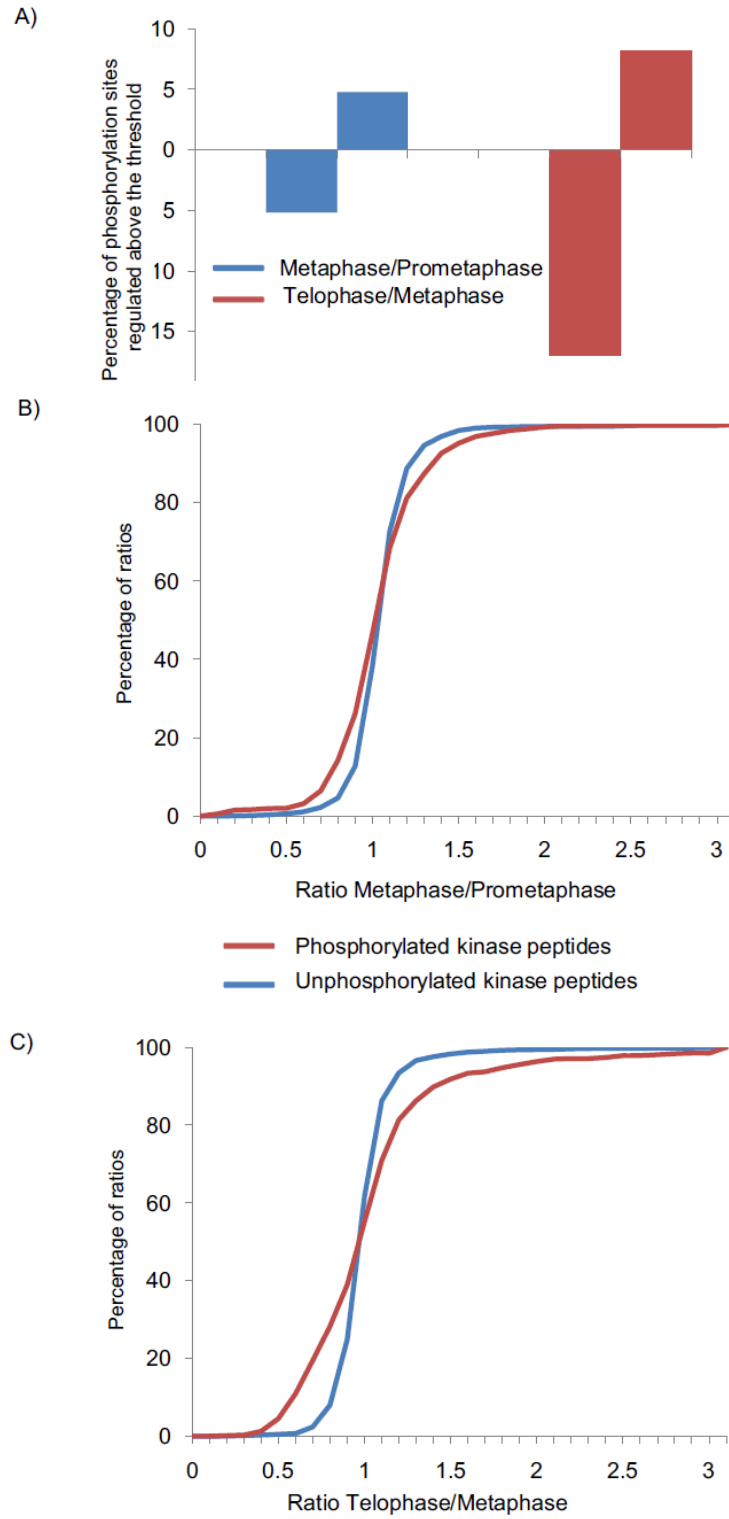 A)
Percentage of phosphorylation sites
regulated above the threshold
10
5
0
5
10
15
Metaphase/Prometaphase
Telophase/Metaphase
B)
Percentage of ratios
100
80
60
40
20
0
0 0.5 1 1.5 2 2.5 3
Ratio Metaphase/Prometaphase
Phosphorylated kinase peptides
Unphosphorylated kinase peptides
C)
Percentage of ratios
100
80
60
40
20
0
0 0.5 1 1.5 2 2.5 3
Ratio Telophase/Metaphase